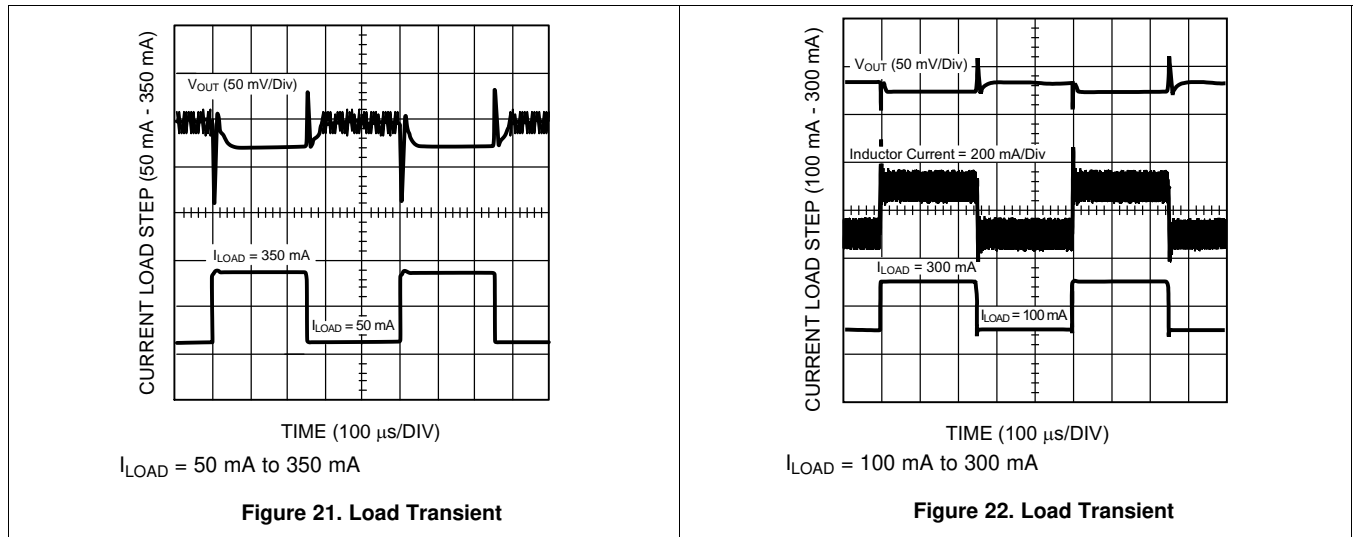 CURRENT LOAD STEP (50 mA - 350 mA)
VOUT (50 mV/Div)
ILOAD = 350 mA
ILOAD = 50 mA
TIME (100 µs/DIV)
ILOAD = 50 mA to 350 mA
Figure 21. Load Transient
CURRENT LOAD STEP (100 mA - 300 mA)
VOUT (50 mV/Div)
Inductor Current = 200 mA/Div
ILOAD = 300 mA
ILOAD = 100 mA
TIME (100 µs/DIV)
ILOAD = 100 mA to 300 mA
Figure 22. Load Transient